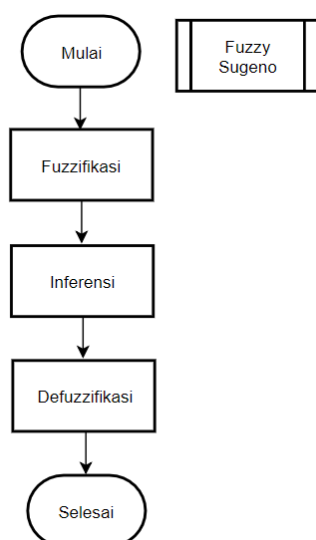 Mulai
Fuzzy
Sugeno
Fuzzifikasi
Inferensi
Defuzzifikasi
Selesai